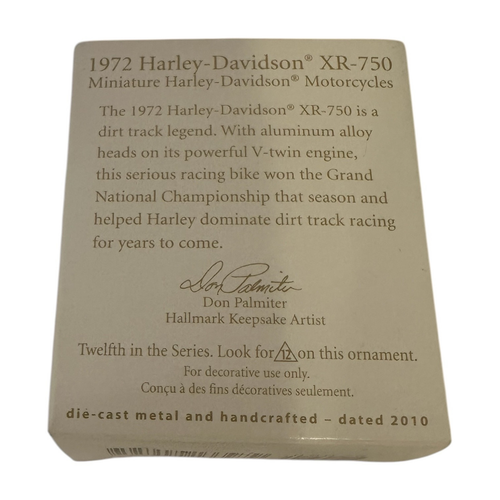 1972 Harley-Davidson® XR-750
Miniature Harley-Davidson® Motorcycles
The 1972 Harley-Davidson® XR-750 is a
dirt track legend. With aluminum alloy
heads on its powerful V-twin engine,
this serious racing bike won the Grand
National Championship that season and
helped Harley dominate dirt track racing
for years to come.
Don Palmiter
Don Palmiter
Hallmark Keepsake Artist
Twelfth in the Series. Look for 12 on this ornament.
For decorative use only.
Conçu à des fins décoratives seulement.
die-cast metal and handcrafted – dated 2010